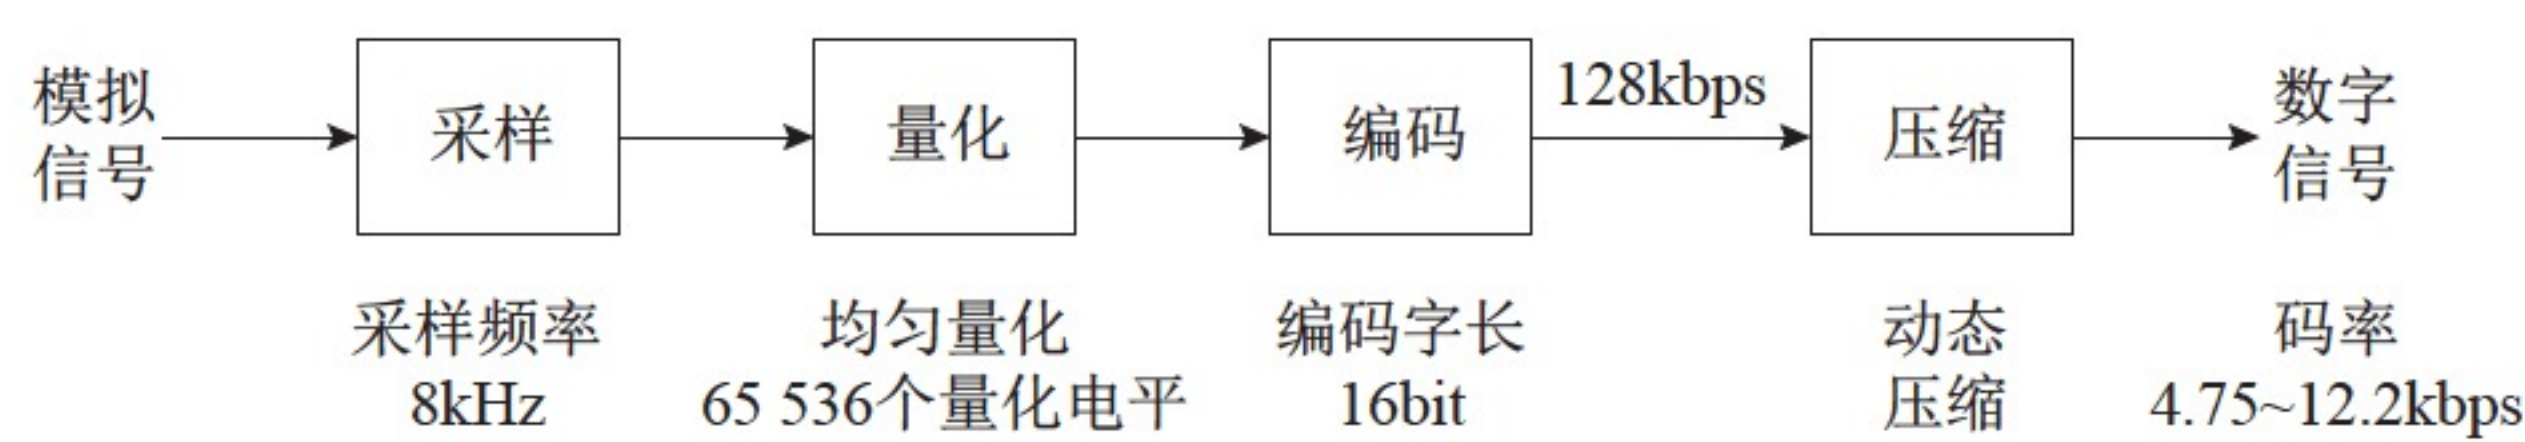 模拟
信号
采样
量化
编码
128kbps
压缩
数字
信号
采样频率
8kHz
均匀量化
65 536个量化电平
编码字长
16bit
动态
压缩
码率
4.75~12.2kbps